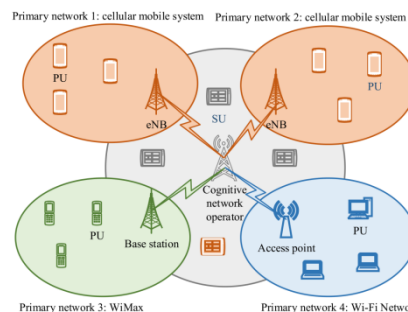 Primary network 1: cellular mobile system
Primary network 2: cellular mobile system
PU
PU
eNB
SU
eNB
Cognitive
network
operator
PU
Base station
Access point
PU
Primary network 3: WiMax
Primary network 4: Wi-Fi Netwo